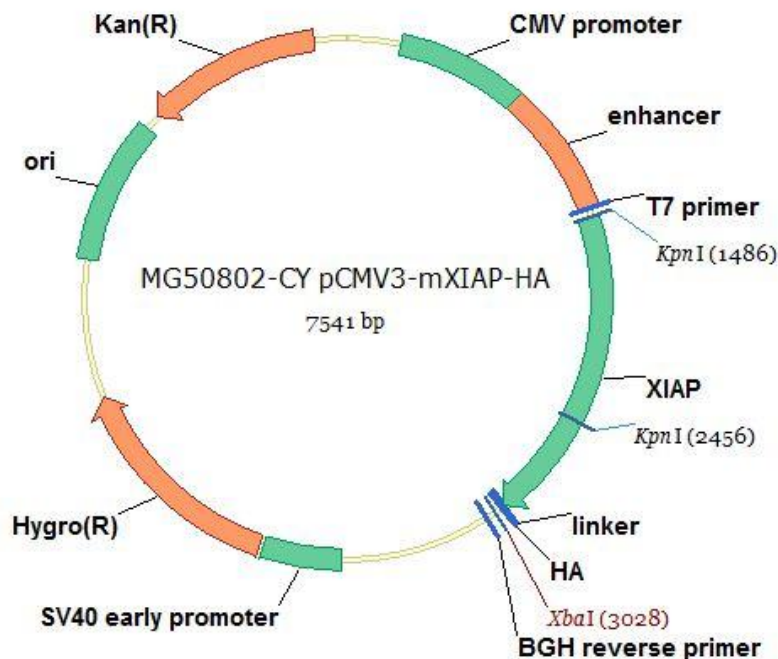 Kan(R)
CMV promoter
enhancer
ori
T7 primer
KpnI (1486)
MG50802-CY pCMV3-mXIAP-HA
7541 bp
XIAP
KpnI (2456)
Hygro(R)
linker
HA
SV40 early promoter
XbaI (3028)
BGH reverse primer